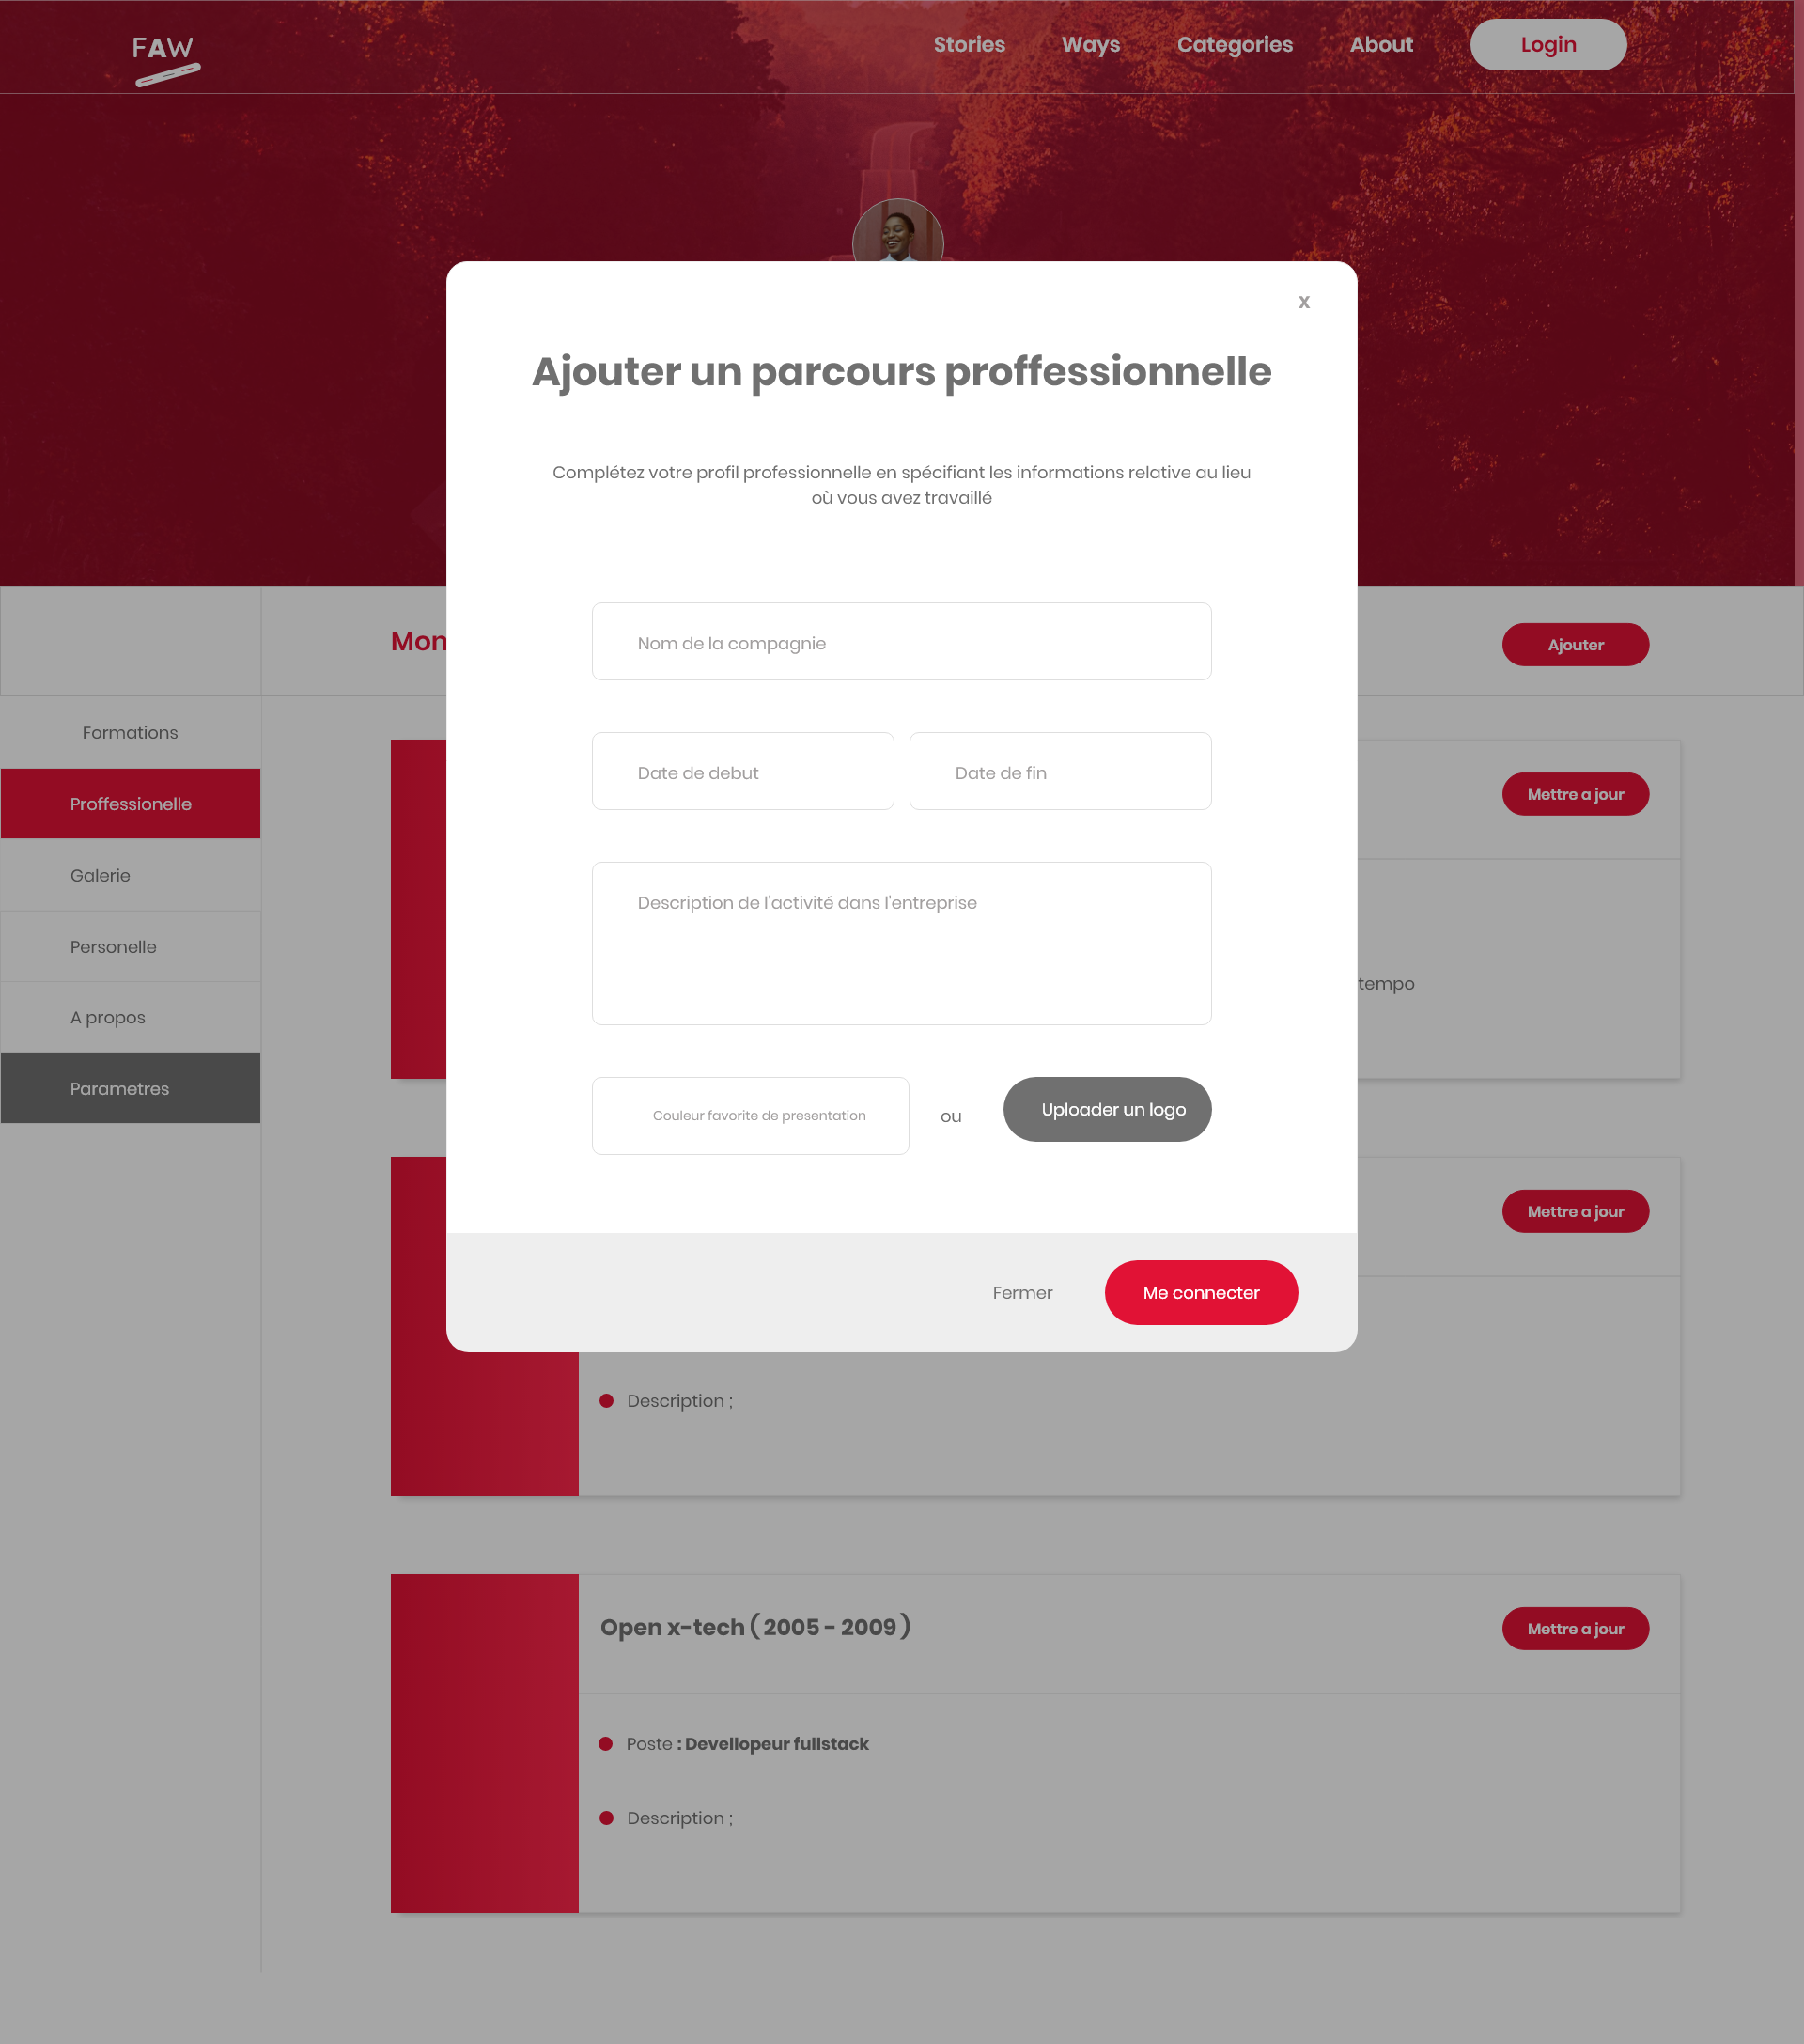 FAW
Stories
Ways
Categories
About
Login
x
Ajouter un parcours proffessionnelle
Complétez votre profil professionnelle en spécifiant les informations relative au lieu
où vous avez travaillé
Nom de la compagnie
Mon
Ajouter
Formations
Date de debut
Date de fin
Mettre a jour
Proffessionelle
Galerie
Description de l'activité dans l'entreprise
Personelle
tempo
A propos
Parametres
Couleur favorite de presentation
ou
Uploader un logo
Mettre a jour
Fermer
Me connecter
Description ;
Open x-tech ( 2005 - 2009 )
Mettre a jour
Poste : Devellopeur fullstack
Description ;